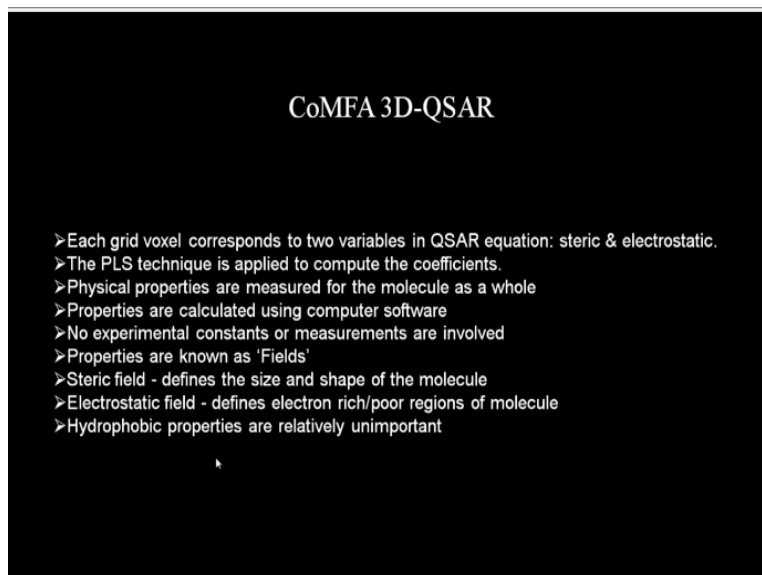 CoMFA 3D-QSAR
➢Each grid voxel corresponds to two variables in QSAR equation: steric & electrostatic.
➢The PLS technique is applied to compute the coefficients.
➢Physical properties are measured for the molecule as a whole
➢Properties are calculated using computer software
➢No experimental constants or measurements are involved
➢Properties are known as ‘Fields’
➢Steric field - defines the size and shape of the molecule
➢Electrostatic field - defines electron rich/poor regions of molecule
➢Hydrophobic properties are relatively unimportant